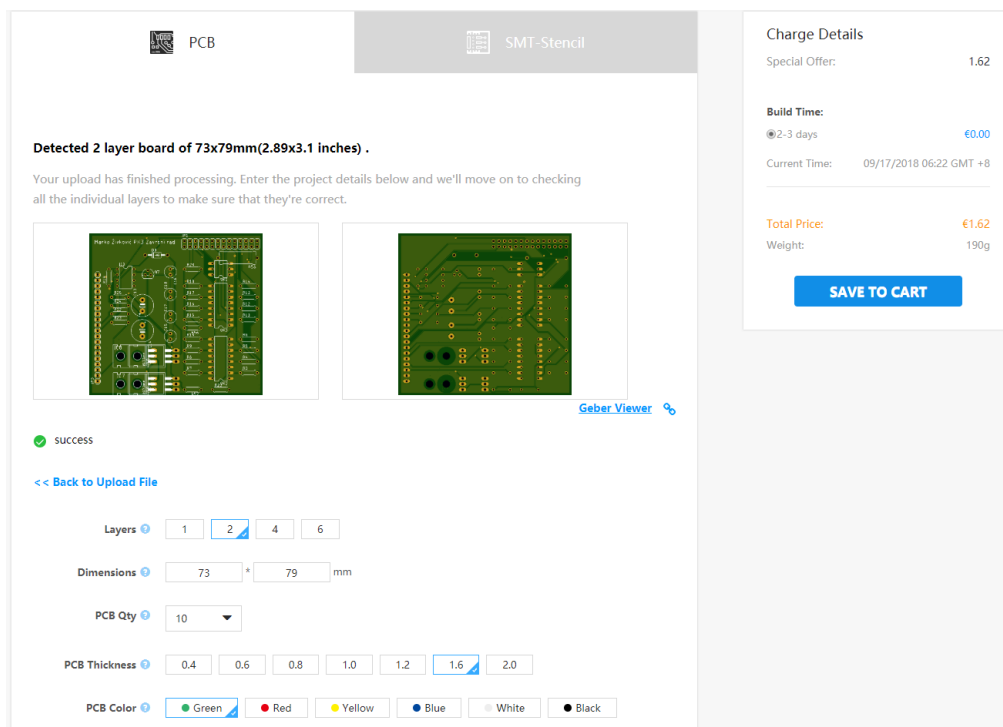 PCB
SMT-Stencil
Detected 2 layer board of 73x79mm(2.89x3.1 inches) .
Your upload has finished processing. Enter the project details below and we'll move on to checking
all the individual layers to make sure that they're correct.
Geber Viewer
success
<< Back to Upload File
Layers ? 1 2 4 6
Dimensions ? 73 * 79 mm
PCB Qty ? 10
PCB Thickness ? 0.4 0.6 0.8 1.0 1.2 1.6 2.0
PCB Color ? Green Red Yellow Blue White Black
Charge Details
Special Offer: 1.62
Build Time:
2-3 days €0.00
Current Time: 09/17/2018 06:22 GMT +8
Total Price: €1.62
Weight: 190g
SAVE TO CART